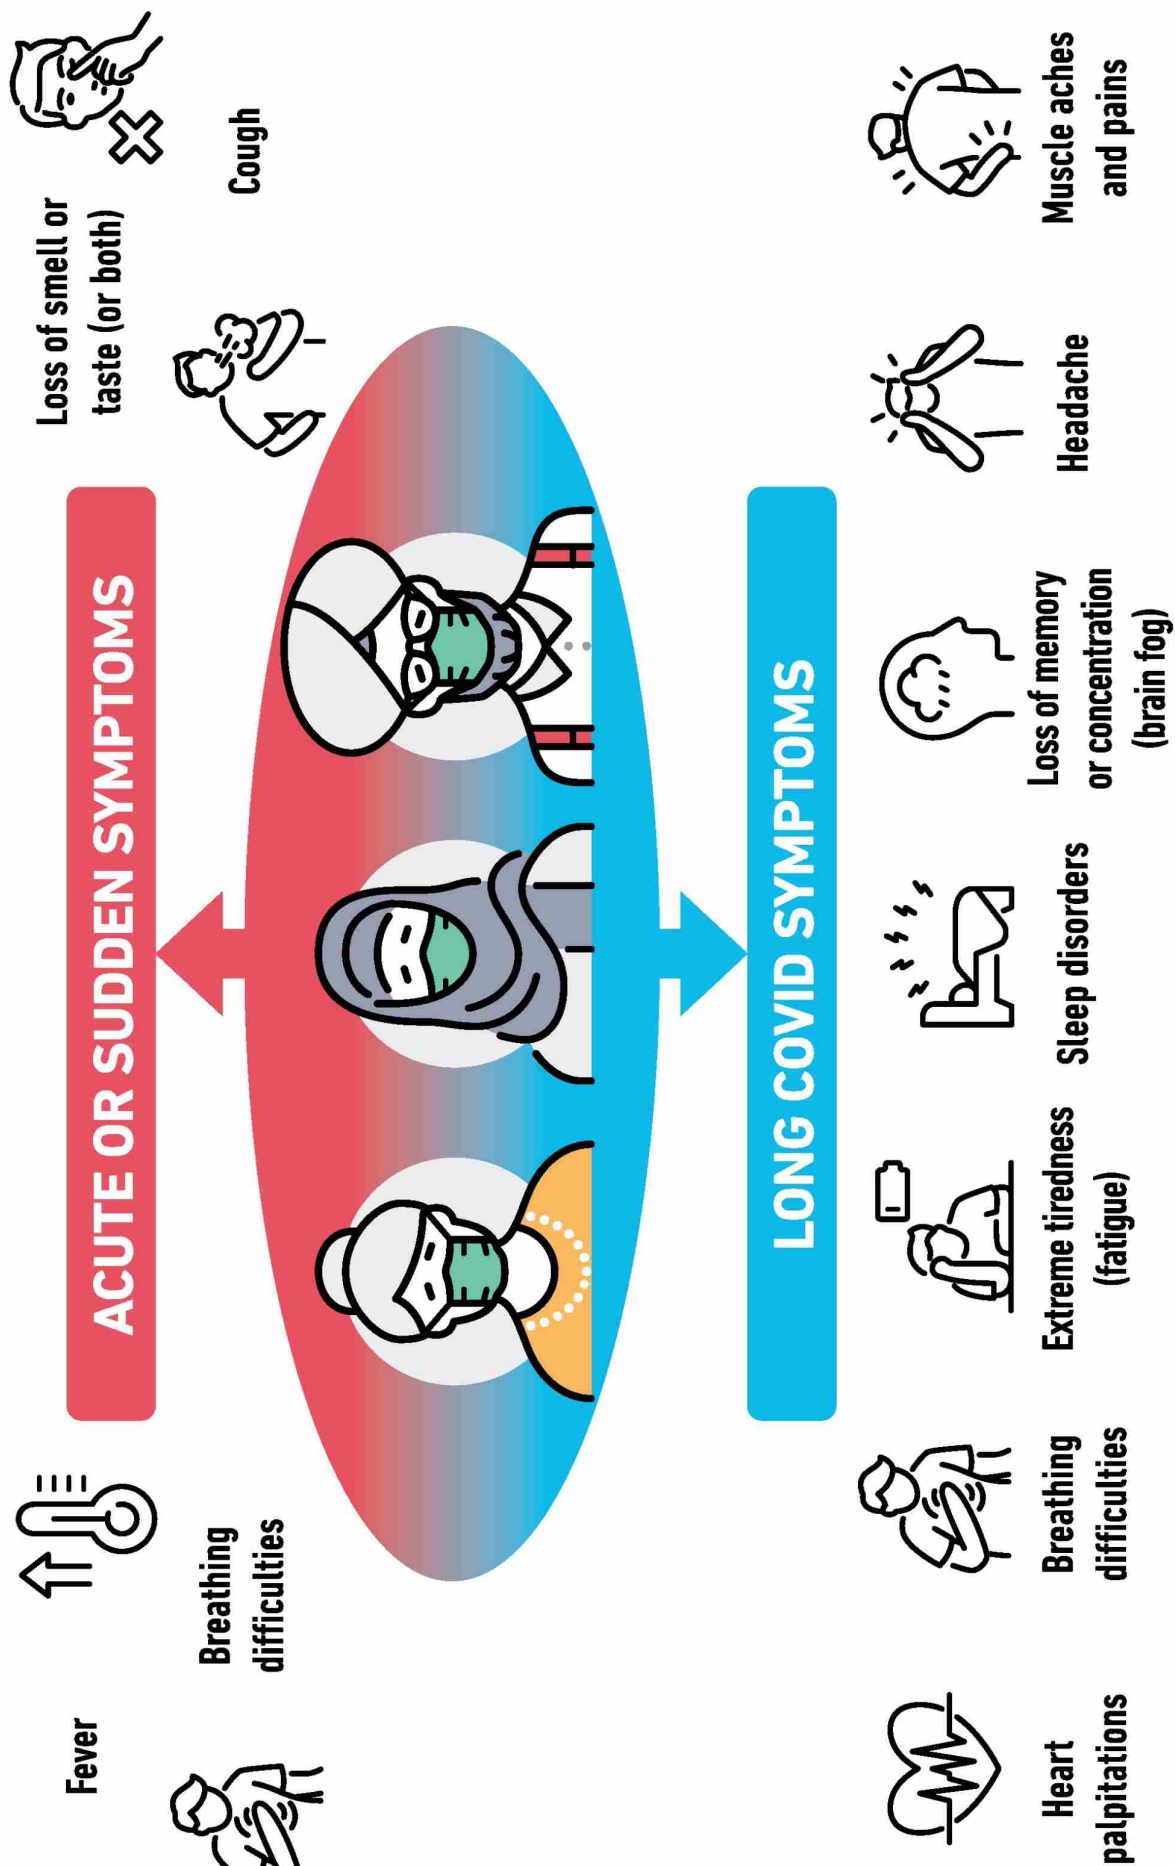 Fever
Breathing
difficulties
ACUTE OR SUDDEN SYMPTOMS
Loss of smell or
taste (or both)
Cough
LONG COVID SYMPTOMS
Heart
palpitations
Breathing
difficulties
Extreme tiredness
(fatigue)
Sleep disorders
Loss of memory
or concentration
(brain fog)
Headache
Muscle aches
and pains